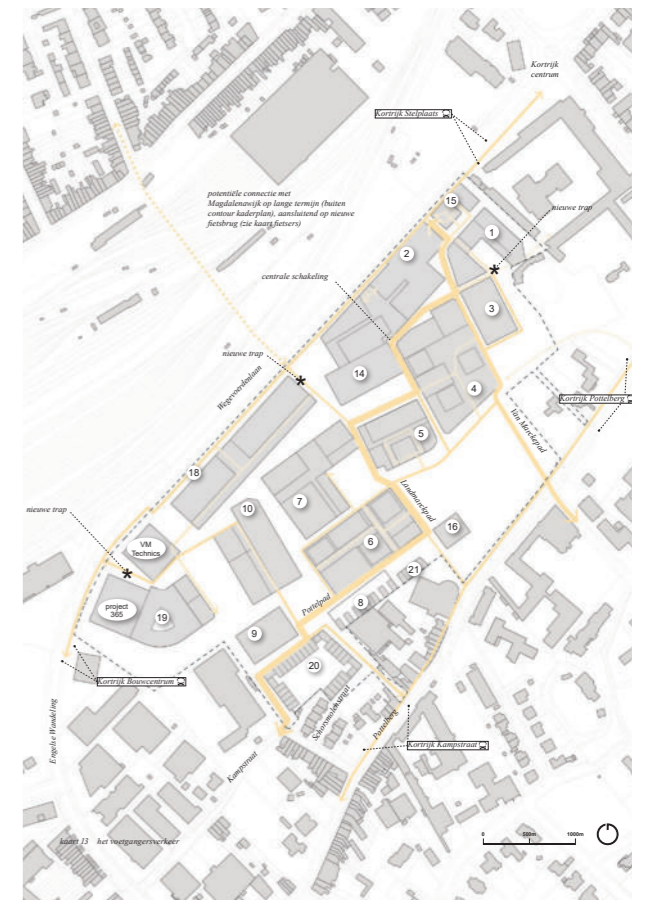 Kortrijk
centrum
Kortrijk Stelplaats
potentiële connectie met
Magdalenawijk op lange termijn (buiten
contour kaderplan), aansluitend op nieuwe
fietsbrug (zie kaart fietsers)
15
nieuwe trap
1
2
centrale schakeling
3
nieuwe trap
14
4
Wegevoerdenlaan
Kortrijk Pottelberg
Van Marckepad
5
18
7
10
Landmarckpad
nieuwe trap
16
VM
Technics
6
21
8
Pottelpad
project
365
19
9
20
Kortrijk Bouwcentrum
Schorsmolenstraat
Engelse Wandeling
Pottelberg
Kortrijk Kampstraat
Kampstraat
kaart 13 het voetgangersverkeer
0 500m 1000m